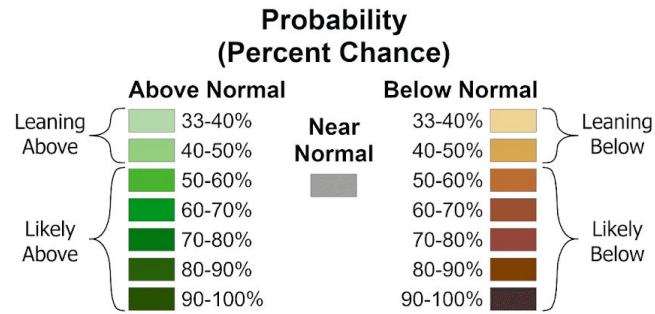 Probability
(Percent Chance)
Above Normal
Leaning
Above
33-40%
40-50%
Likely
Above
50-60%
60-70%
70-80%
80-90%
90-100%
Near
Normal
Below Normal
33-40%
40-50%
Leaning
Below
50-60%
60-70%
70-80%
80-90%
90-100%
Likely
Below